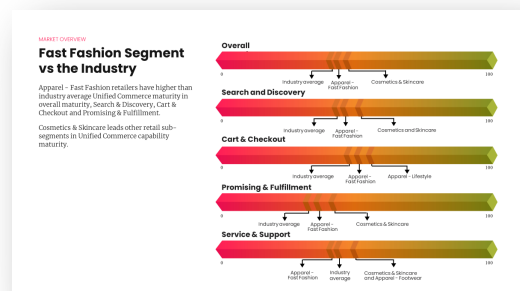 MARKET OVERVIEW
Fast Fashion Segment
vs the Industry
Apparel – Fast Fashion retailers have higher than
industry average Unified Commerce maturity in
overall maturity, Search & Discovery, Cart &
Checkout and Promising & Fulfillment.
Cosmetics & Skincare leads other retail sub-
segments in Unified Commerce capability
maturity.
Overall
0
100
Industry average
Apparel -
Fast Fashion
Cosmetics & Skincare
Search and Discovery
0
100
Industry average
Apparel -
Fast Fashion
Cosmetics and Skincare
Cart & Checkout
0
100
Industry average
Apparel -
Fast Fashion
Apparel - Lifestyle
Promising & Fulfillment
0
100
Industry average
Apparel -
Fast Fashion
Cosmetics & Skincare
Service & Support
0
100
Apparel -
Fast Fashion
Industry
average
Cosmetics & Skincare
and Apparel - Footwear